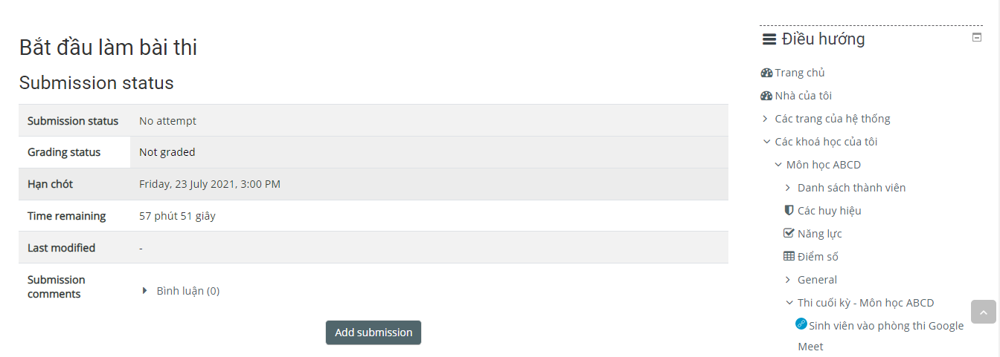 Bắt đầu làm bài thi
Submission status
Submission status No attempt
Grading status Not graded
Hạn chót Friday, 23 July 2021, 3:00 PM
Time remaining 57 phút 51 giây
Last modified -
Submission
comments
Bình luận (0)
Add submission
Điều hướng
Trang chủ
Nhà của tôi
Các trang của hệ thống
Các khoá học của tôi
Môn học ABCD
Danh sách thành viên
Các huy hiệu
Năng lực
Điểm số
General
Thi cuối kỳ - Môn học ABCD
Sinh viên vào phòng thi Google
Meet